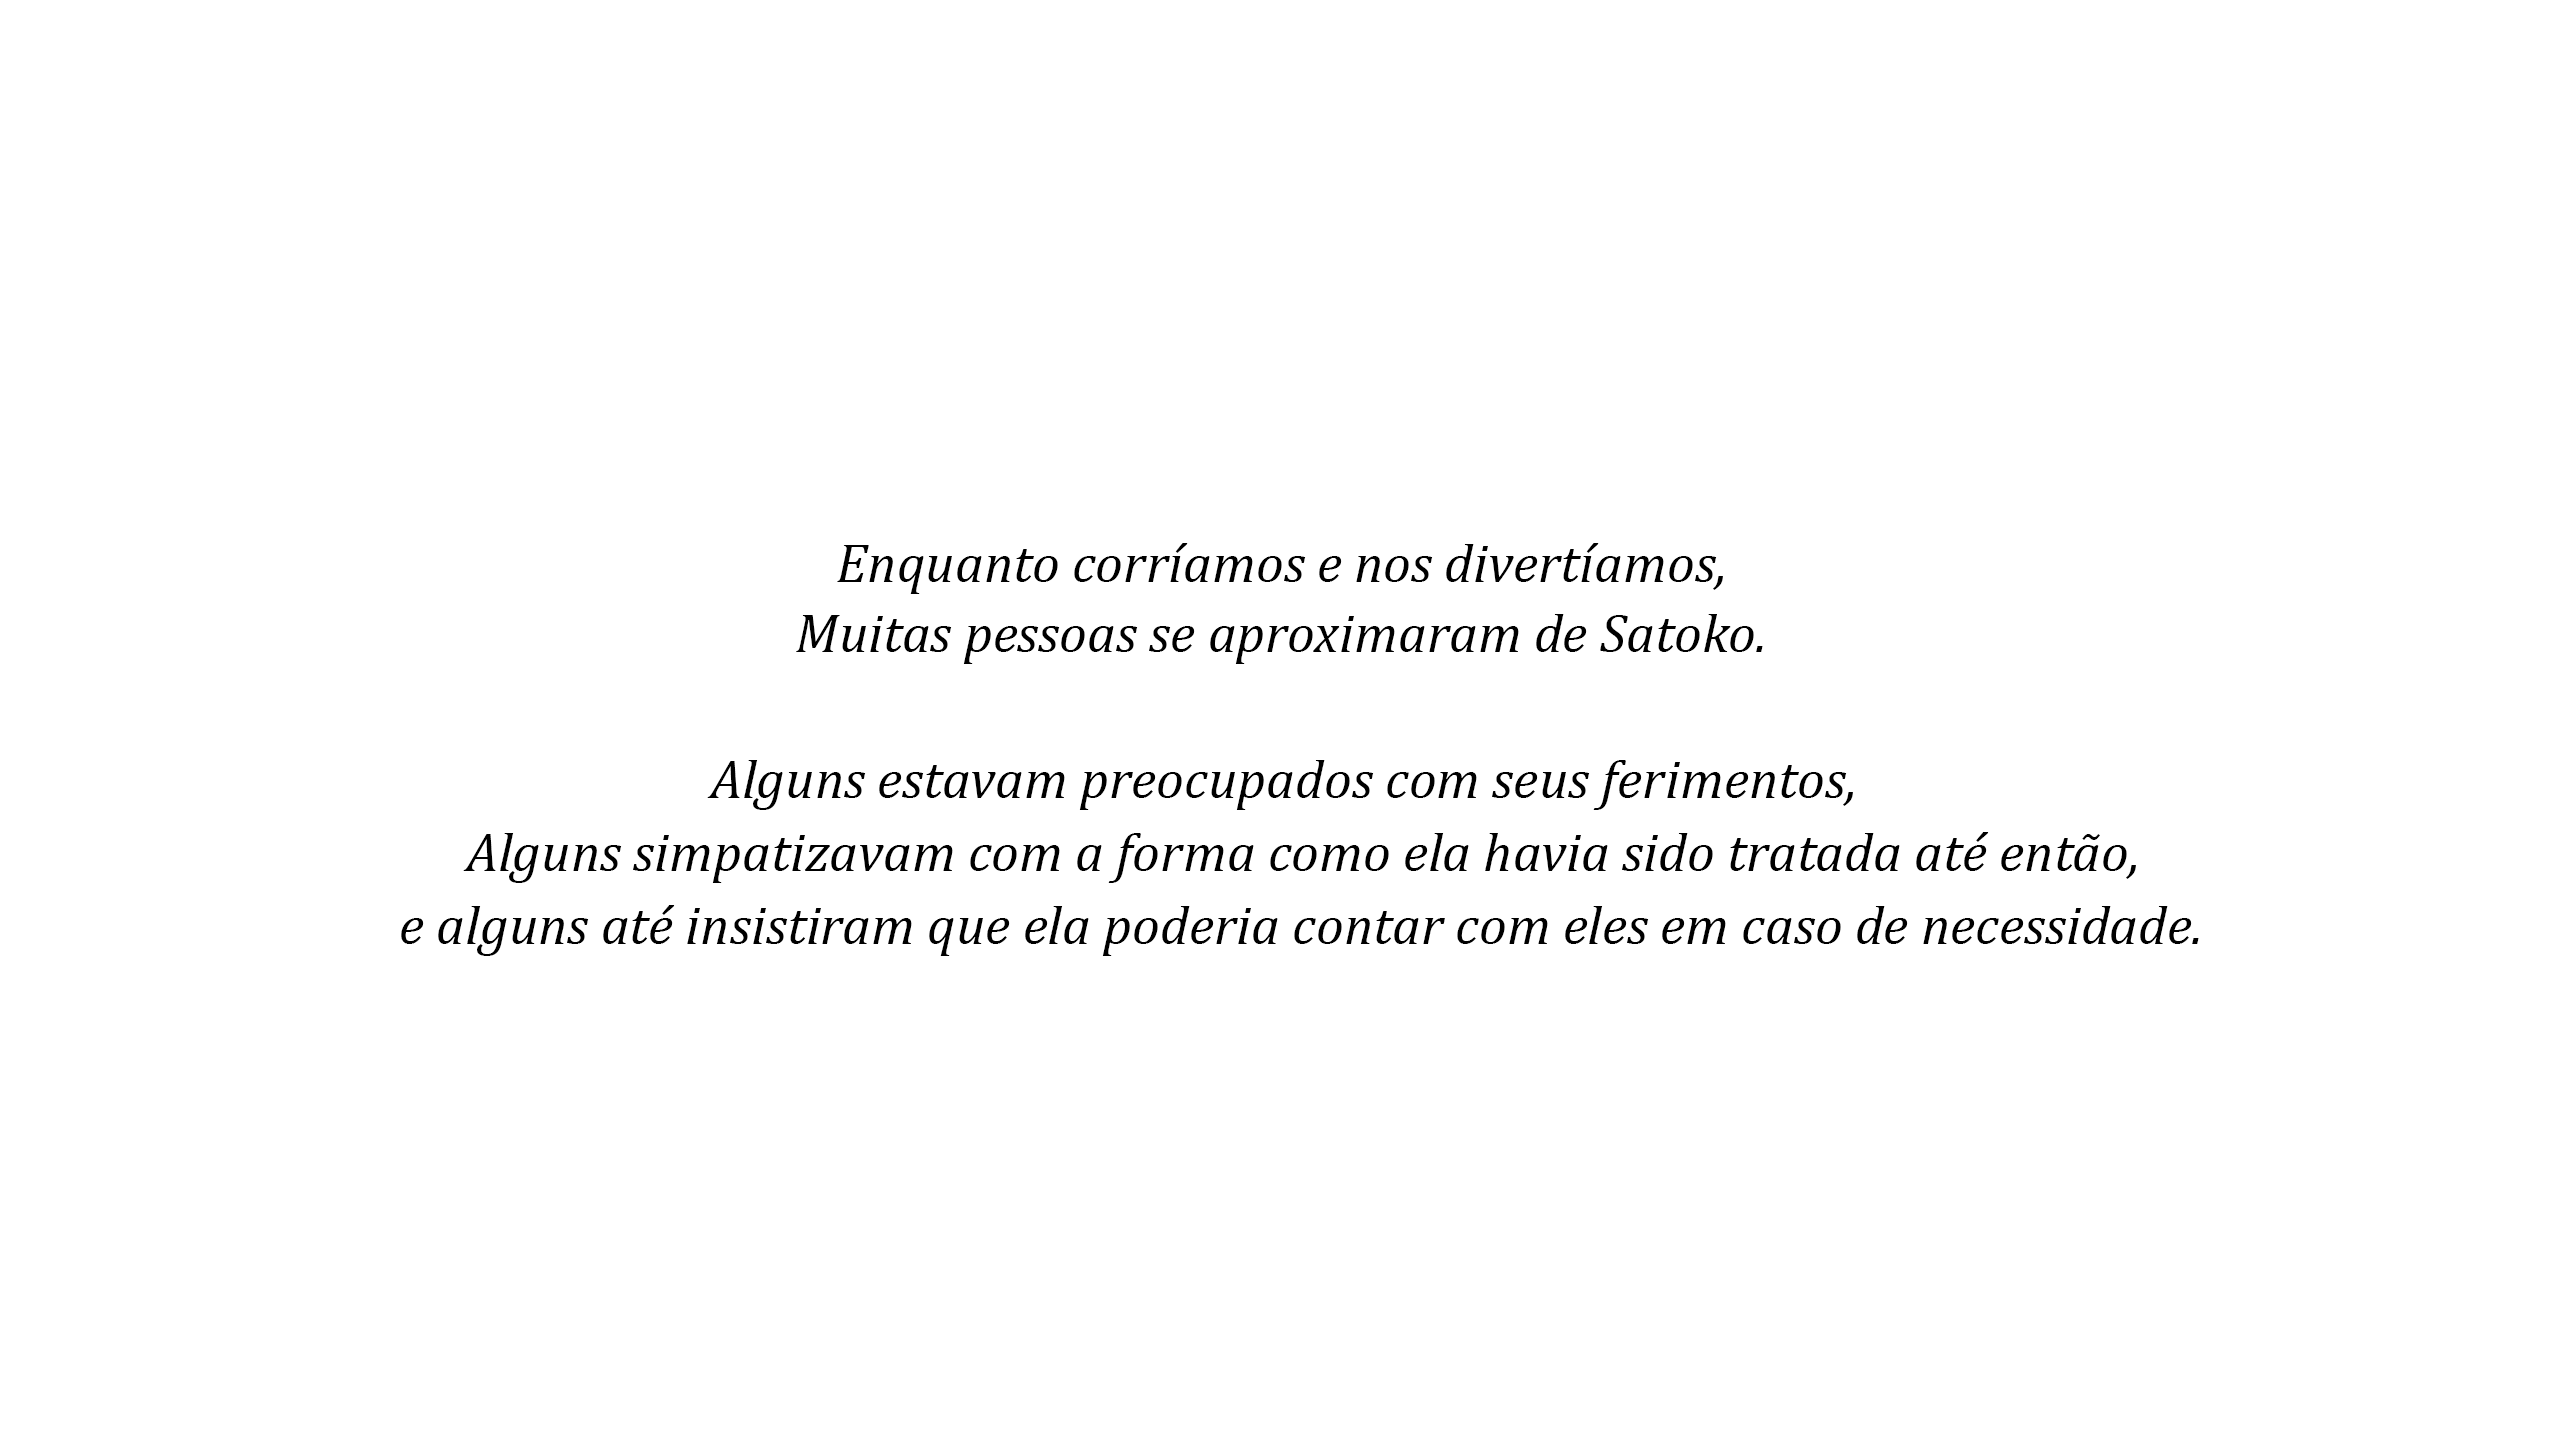 Enquanto corríamos e nos divertíamos,
Muitas pessoas se aproximaram de Satoko.
Alguns estavam preocupados com seus ferimentos,
Alguns simpatizavam com a forma como ela havia sido tratada até então,
e alguns até insistiram que ela poderia contar com eles em caso de necessidade.